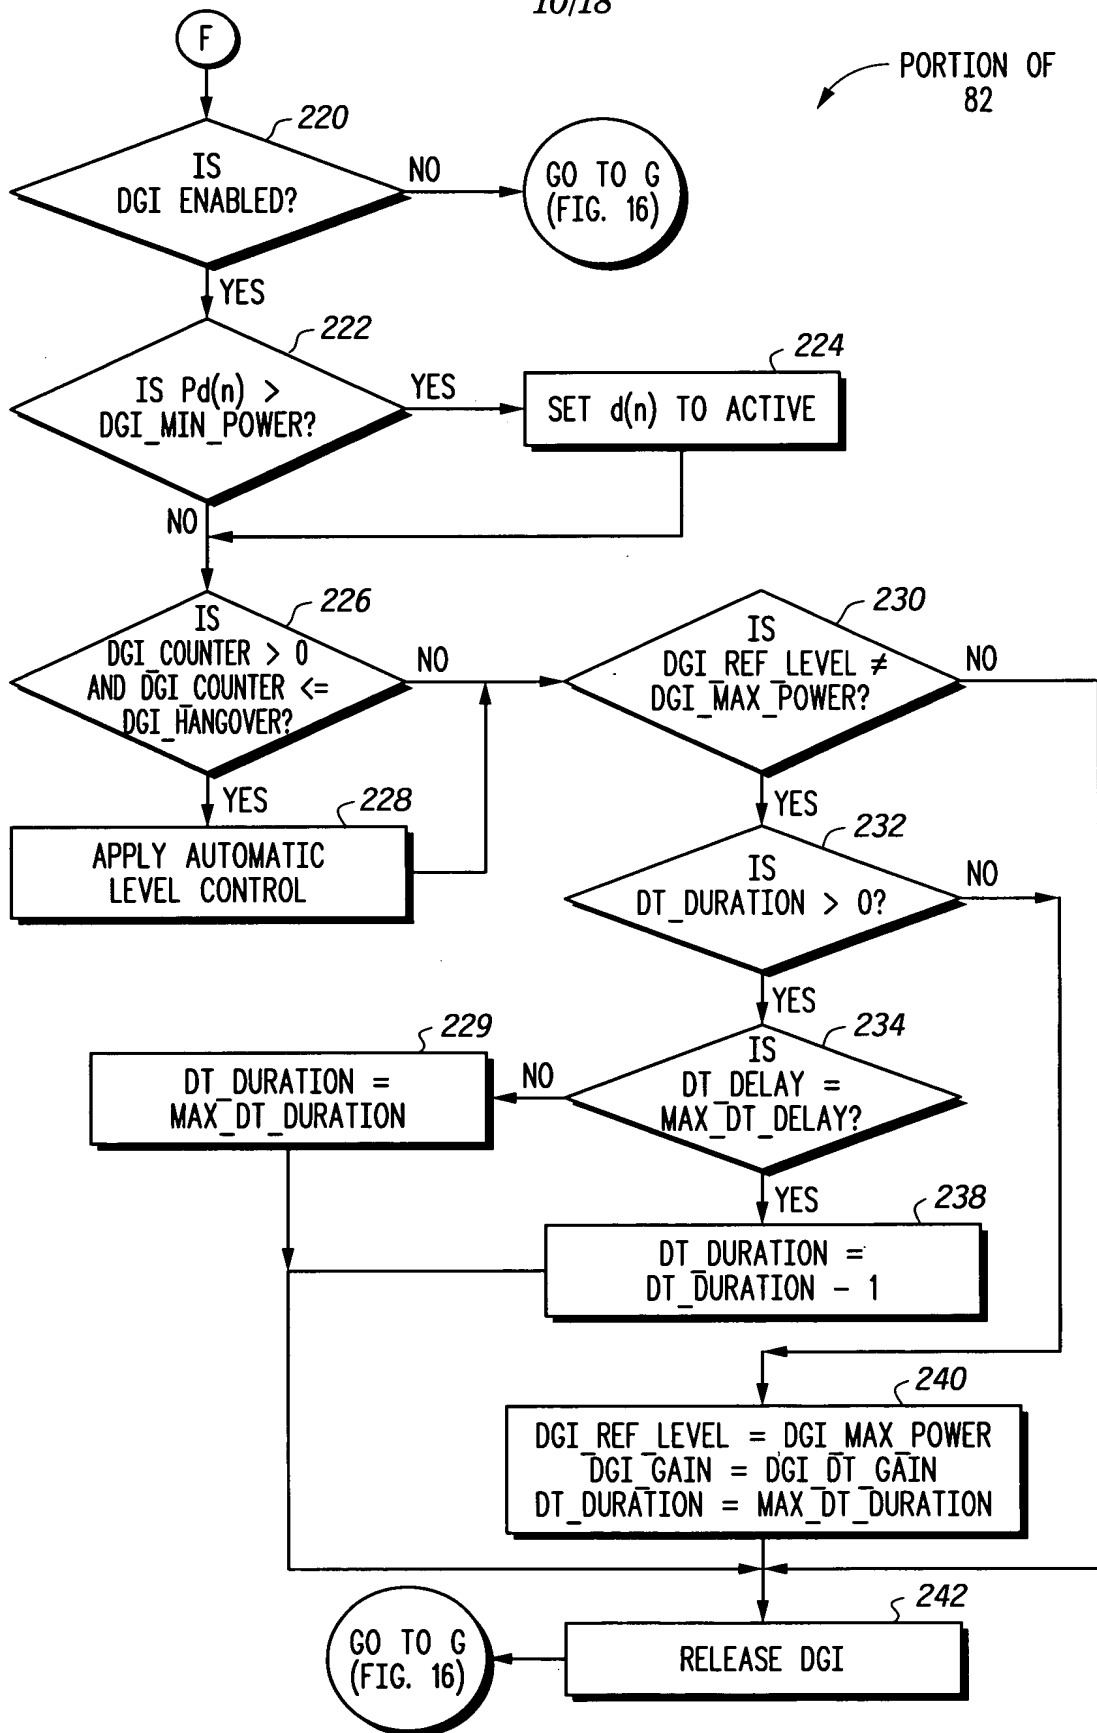 10/18
F
PORTION OF
82
220
IS
DGI ENABLED?
NO
GO TO G
(FIG. 16)
YES
222
IS Pd(n) >
DGI_MIN_POWER?
YES
224
SET d(n) TO ACTIVE
NO
226
IS
DGI_COUNTER > 0
AND DGI_COUNTER <=
DGI_HANGOVER?
NO
230
IS
DGI_REF_LEVEL ≠
DGI_MAX_POWER?
NO
YES
228
APPLY AUTOMATIC
LEVEL CONTROL
YES
232
IS
DT_DURATION > 0?
NO
YES
234
IS
DT_DELAY =
MAX_DT_DELAY?
NO
229
DT_DURATION =
MAX_DT_DURATION
YES
238
DT_DURATION =
DT_DURATION - 1
240
DGI_REF_LEVEL = DGI_MAX_POWER
DGI_GAIN = DGI_DT_GAIN
DT_DURATION = MAX_DT_DURATION
242
RELEASE DGI
GO TO G
(FIG. 16)